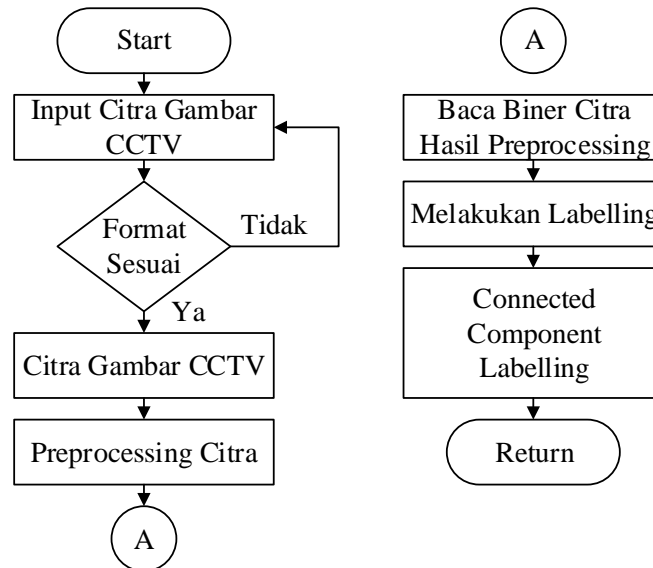 Start
Input Citra Gambar
CCTV
Format
Sesuai
Tidak
Ya
Citra Gambar CCTV
Preprocessing Citra
A
A
Baca Biner Citra
Hasil Preprocessing
Melakukan Labelling
Connected
Component
Labelling
Return